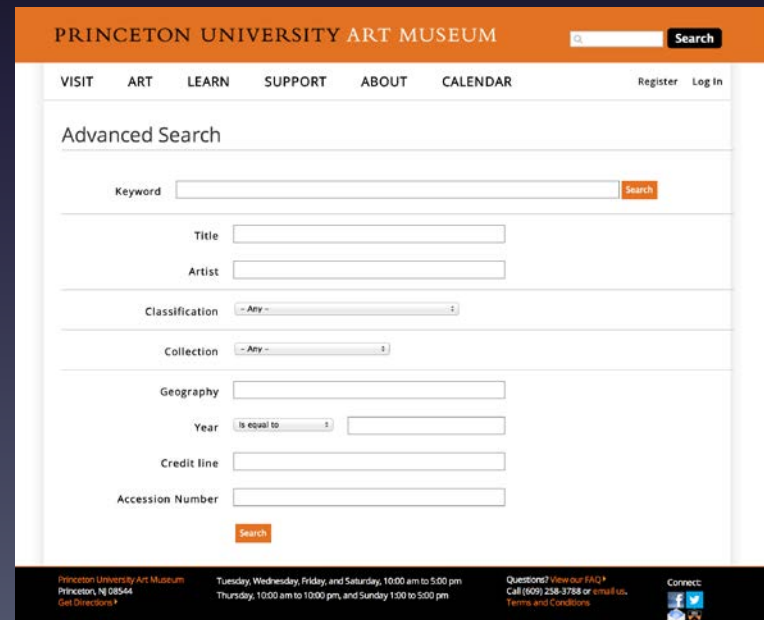 PRINCETON UNIVERSITY ART MUSEUM
Search
VISIT ART LEARN SUPPORT ABOUT CALENDAR Register Log In
Advanced Search
Keyword Search
Title
Artist
Classification – Any –
Collection – Any –
Geography
Year Is equal to
Credit line
Accession Number
Search
Princeton University Art Museum
Princeton, NJ 08544
Get Directions
Tuesday, Wednesday, Friday, and Saturday, 10:00 am to 5:00 pm
Thursday, 10:00 am to 10:00 pm, and Sunday 1:00 to 5:00 pm
Questions? View our FAQ
Call (609) 258-3788 or email us.
Terms and Conditions
Connect: